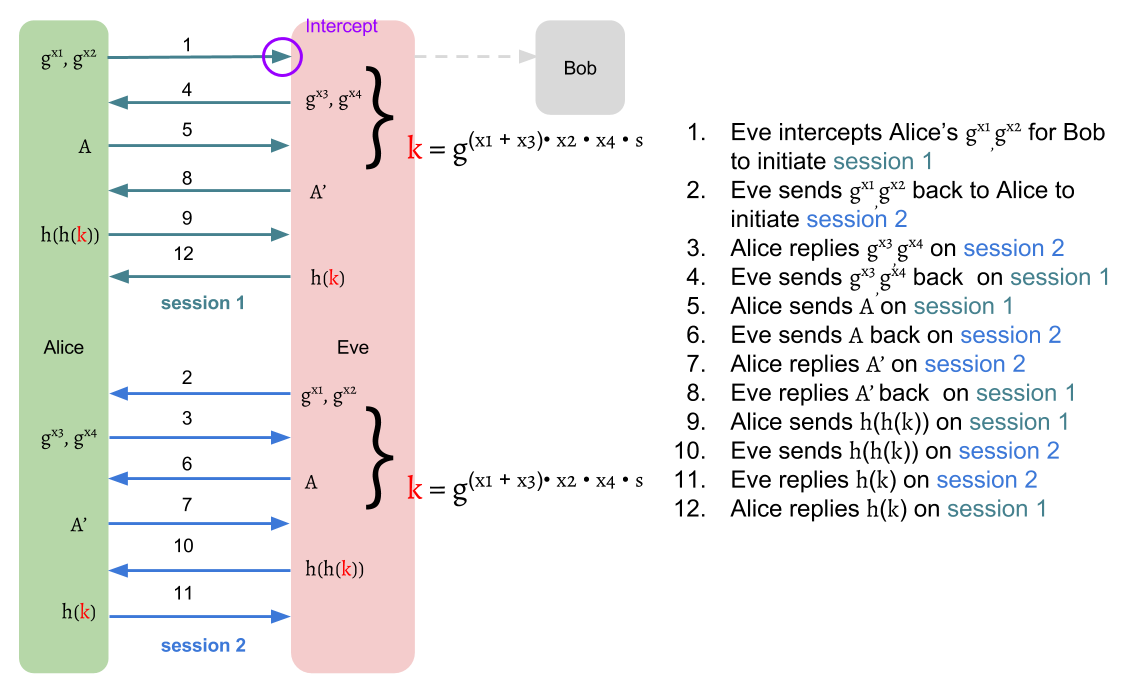 Intercept
g^x1, g^x2
1
Bob
4
g^x3, g^x4
A
5
k = g^(x1 + x3)• x2 • x4 • s
8
A’
h(h(k))
9
12
h(k)
session 1
Alice
Eve
2
g^x1, g^x2
g^x3, g^x4
3
6
A
k = g^(x1 + x3)• x2 • x4 • s
A’
7
10
h(h(k))
11
h(k)
session 2
1. Eve intercepts Alice’s g^x1, g^x2 for Bob
to initiate session 1
2. Eve sends g^x1, g^x2 back to Alice to
initiate session 2
3. Alice replies g^x3, g^x4 on session 2
4. Eve sends g^x3, g^x4 back on session 1
5. Alice sends A on session 1
6. Eve sends A back on session 2
7. Alice replies A’ on session 2
8. Eve replies A’ back on session 1
9. Alice sends h(h(k)) on session 1
10. Eve sends h(h(k)) on session 2
11. Eve replies h(k) on session 2
12. Alice replies h(k) on session 1